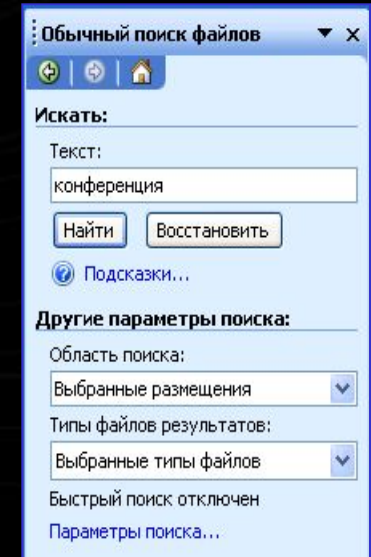 Обычный поиск файлов
Искать:
Текст:
конференция
Найти Восстановить
Подсказки...
Другие параметры поиска:
Область поиска:
Выбранные размещения
Типы файлов результатов:
Выбранные типы файлов
Быстрый поиск отключен
Параметры поиска...